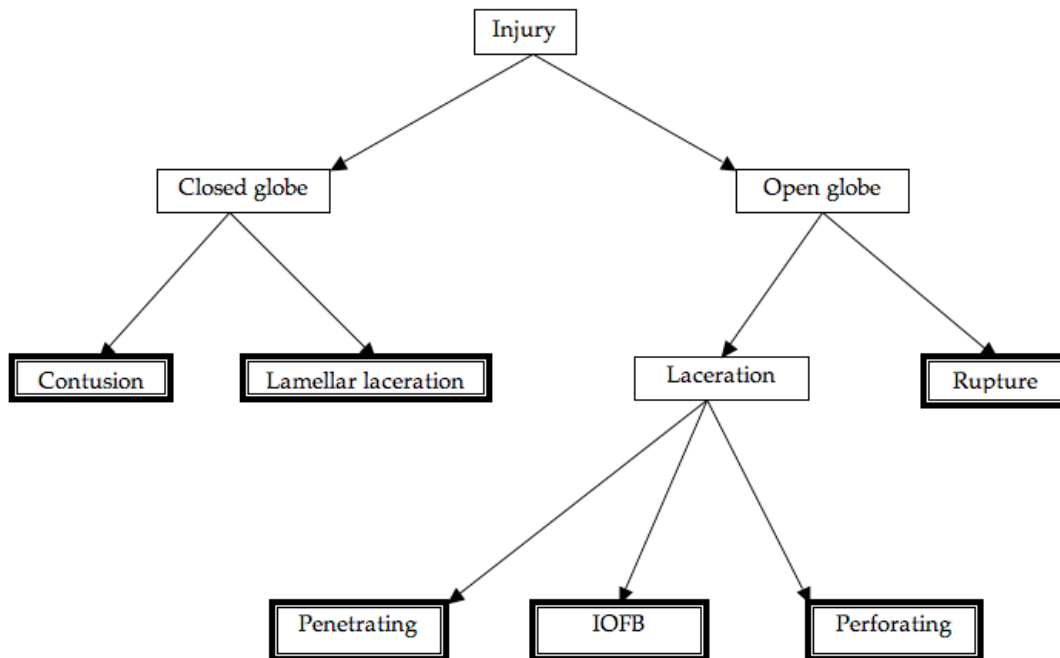 Injury
Closed globe
Open globe
Contusion
Lamellar laceration
Laceration
Rupture
Penetrating
IOFB
Perforating